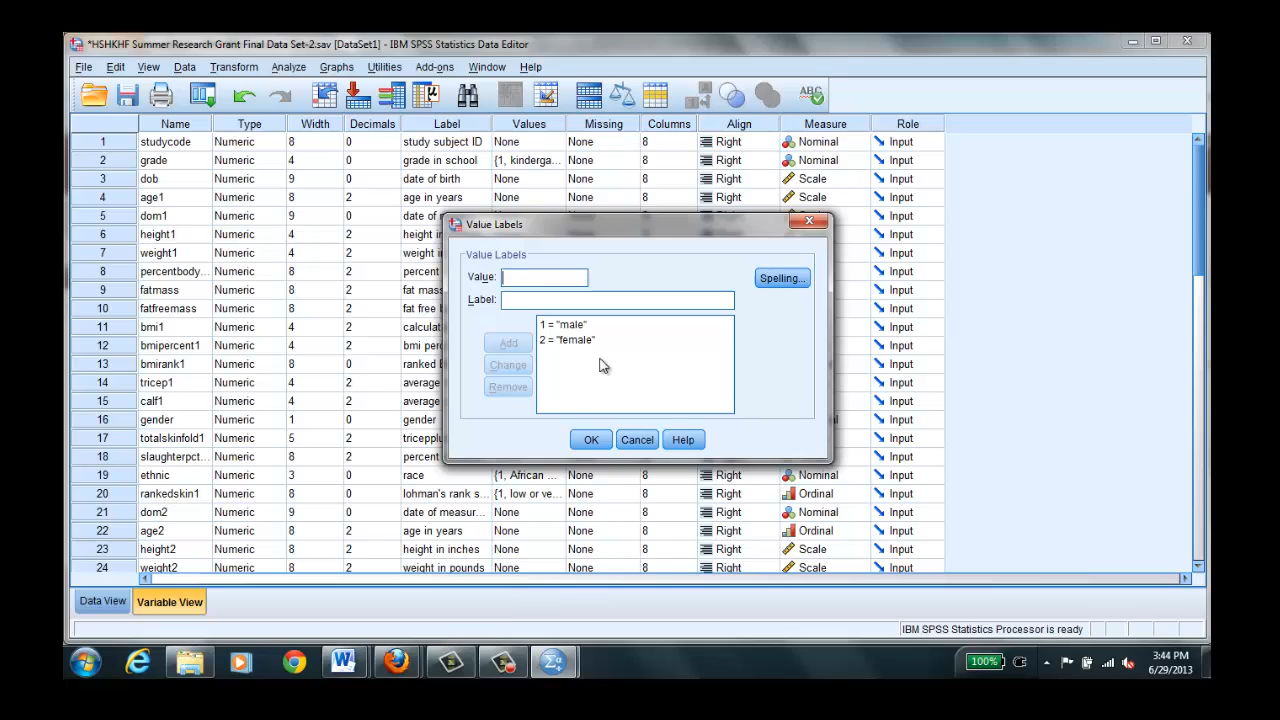 *HSHKHF Summer Research Grant Final Data Set-2.sav [DataSet1] - IBM SPSS Statistics Data Editor
File Edit View Data Transform Analyze Graphs Utilities Add-ons Window Help
Name Type Width Decimals Label Values Missing Columns Align Measure Role
1 studycode Numeric 8 0 study subject ID None None 8 Right Nominal Input
2 grade Numeric 4 0 grade in school {1, kinderga... None 8 Right Nominal Input
3 dob Numeric 9 0 date of birth None None 8 Right Scale Input
4 age1 Numeric 8 2 age in years None None 8 Right Scale Input
5 dom1 Numeric 9 0 date of Input
6 height1 Numeric 4 2 height in Input
7 weight1 Numeric 4 2 weight in Input
8 percentbody... Numeric 8 2 percent Input
9 fatmass Numeric 8 2 fat mass Input
10 fatfreemass Numeric 8 2 fat free Input
11 bmi1 Numeric 4 2 calculat Input
12 bmipercent1 Numeric 4 2 bmi perc Input
13 bmirank1 Numeric 8 0 ranked Input
14 tricep1 Numeric 4 2 average Input
15 calf1 Numeric 4 2 average Input
16 gender Numeric 1 0 gender Input
17 totalskinfold1 Numeric 5 2 tricepplu Input
18 slaughterpct... Numeric 8 2 percent Input
19 ethnic Numeric 3 0 race {1, African ... None 8 Right Nominal Input
20 rankedskin1 Numeric 8 0 lohman's rank s... {1, low or ve... None 8 Right Ordinal Input
21 dom2 Numeric 9 0 date of measur... None None 8 Right Nominal Input
22 age2 Numeric 8 2 age in years None None 8 Right Ordinal Input
23 height2 Numeric 8 2 height in inches None None 8 Right Scale Input
24 weight2 Numeric 8 2 weight in pounds None None 8 Right Scale Input
Value Labels
Value Labels
Value:
Spelling...
Label:
1 = "male"
2 = "female"
Add
Change
Remove
OK Cancel Help
Data View Variable View
IBM SPSS Statistics Processor is ready
100%
3:44 PM
6/29/2013